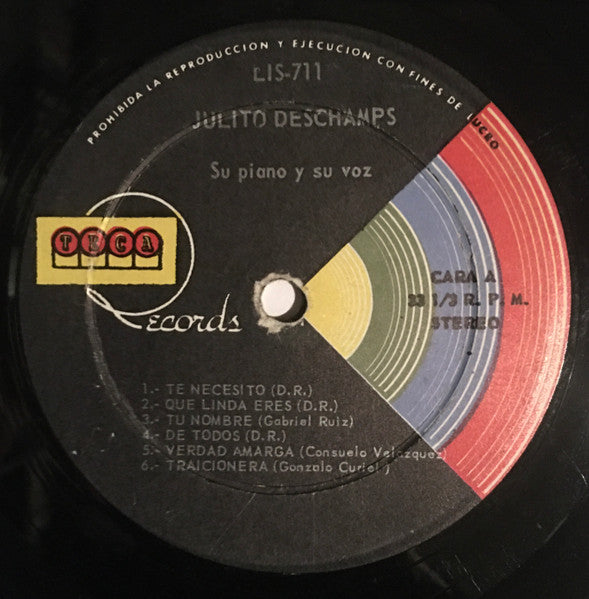 PROHIBIDA LA REPRODUCCION Y EJECUCION CON FINES DE LUCRO
LIS-711
JULITO DESCHAMPS
Su piano y su voz
TECA
Records
CARA A
33 1/3 R. P. M.
STEREO
1.- TE NECESITO (D.R.)
2.- QUE LINDA ERES (D.R.)
3.- TU NOMBRE (Gabriel Ruiz)
4.- DE TODOS (D.R.)
5.- VERDAD AMARGA (Consuelo Velazquez)
6.- TRAICIONERA (Gonzalo Curiel)